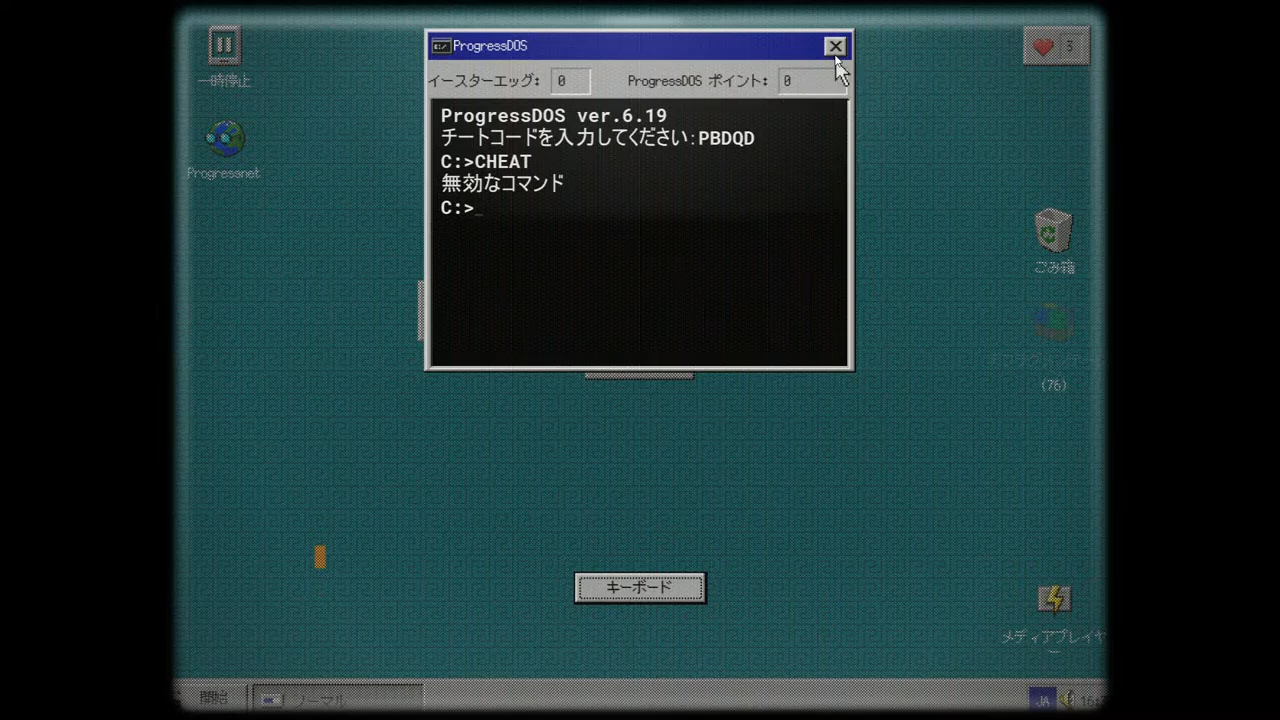 ProgressDOS
3
イースターエッグ: 0 ProgressDOS ポイント: 0
一時停止
ProgressDOS ver.6.19
チートコードを入力してください:PBDQD
C:>CHEAT
無効なコマンド
C:>_
Progressnet
ごみ箱
(76)
キーボード
メディアプレイヤ
ー
開始
ノーマル
JA